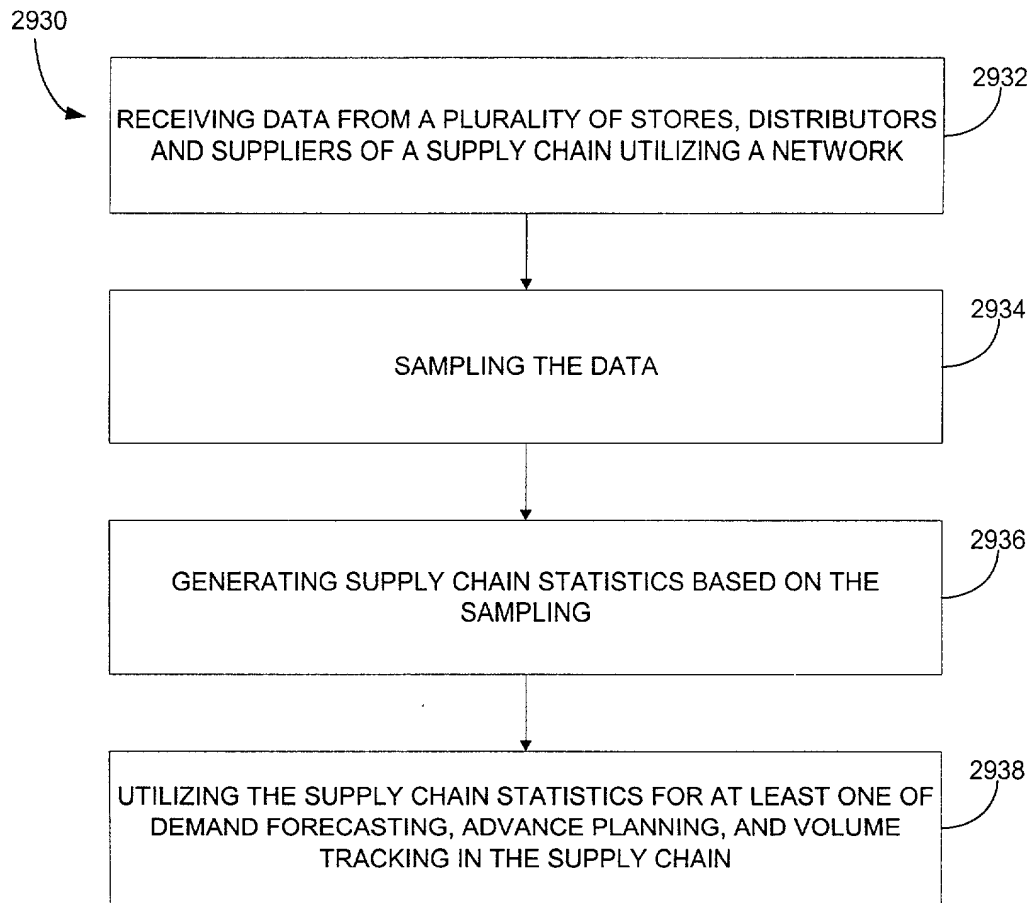 2930
2932
RECEIVING DATA FROM A PLURALITY OF STORES, DISTRIBUTORS
AND SUPPLIERS OF A SUPPLY CHAIN UTILIZING A NETWORK
2934
SAMPLING THE DATA
2936
GENERATING SUPPLY CHAIN STATISTICS BASED ON THE
SAMPLING
2938
UTILIZING THE SUPPLY CHAIN STATISTICS FOR AT LEAST ONE OF
DEMAND FORECASTING, ADVANCE PLANNING, AND VOLUME
TRACKING IN THE SUPPLY CHAIN